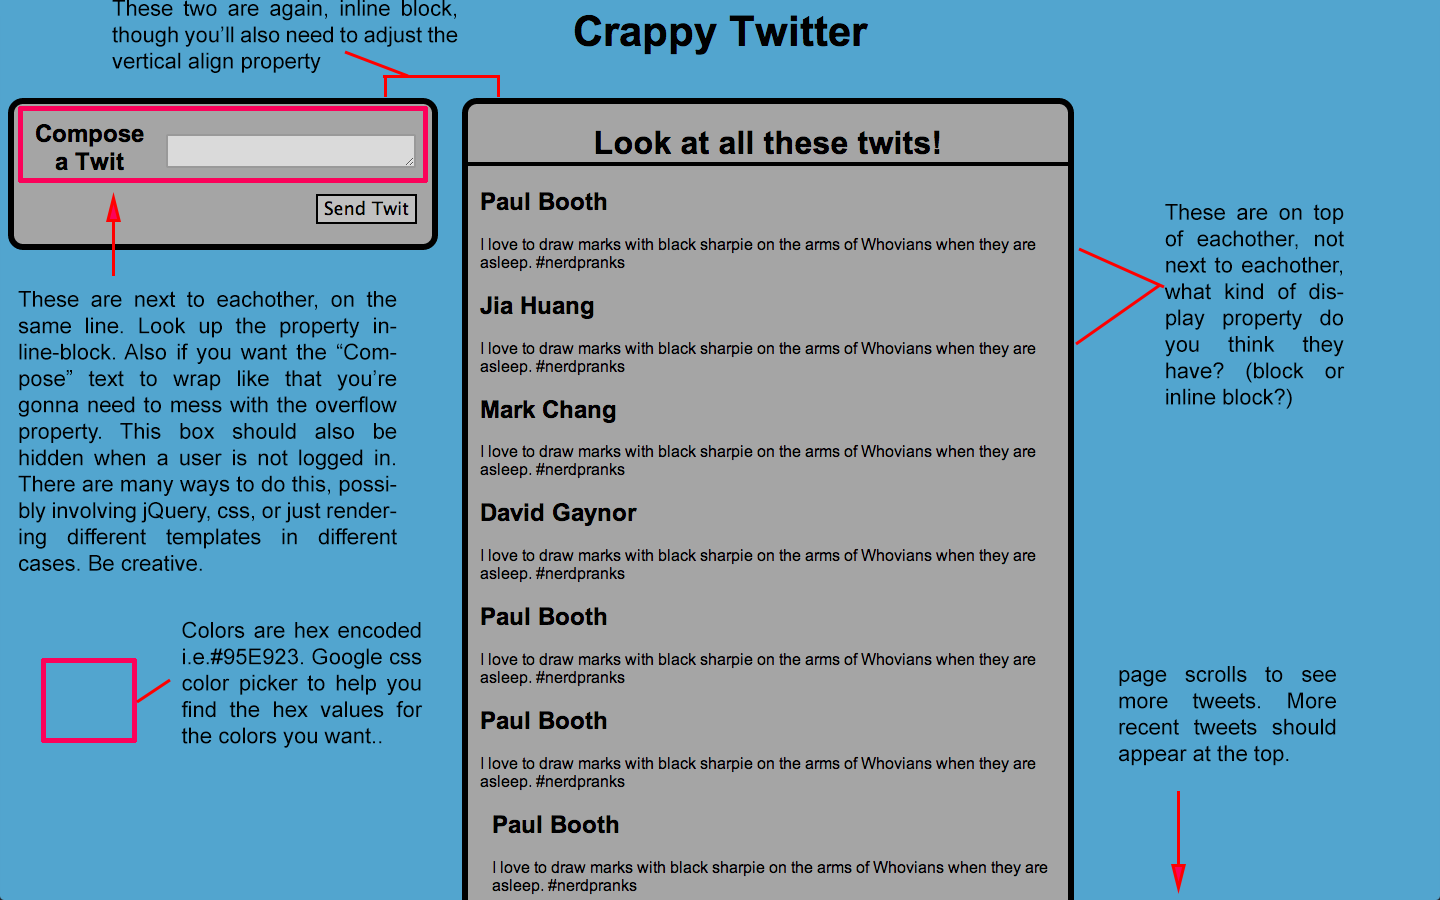 These two are again, inline block,
though you’ll also need to adjust the
vertical align property
Crappy Twitter
Compose
a Twit
Send Twit
These are next to eachother, on the
same line. Look up the property in-
line-block. Also if you want the “Com-
pose” text to wrap like that you’re
gonna need to mess with the overflow
property. This box should also be
hidden when a user is not logged in.
There are many ways to do this, possi-
bly involving jQuery, css, or just render-
ing different templates in different
cases. Be creative.
Colors are hex encoded
i.e.#95E923. Google css
color picker to help you
find the hex values for
the colors you want..
Look at all these twits!
Paul Booth
I love to draw marks with black sharpie on the arms of Whovians when they are
asleep. #nerdpranks
Jia Huang
I love to draw marks with black sharpie on the arms of Whovians when they are
asleep. #nerdpranks
Mark Chang
I love to draw marks with black sharpie on the arms of Whovians when they are
asleep. #nerdpranks
David Gaynor
I love to draw marks with black sharpie on the arms of Whovians when they are
asleep. #nerdpranks
Paul Booth
I love to draw marks with black sharpie on the arms of Whovians when they are
asleep. #nerdpranks
Paul Booth
I love to draw marks with black sharpie on the arms of Whovians when they are
asleep. #nerdpranks
Paul Booth
I love to draw marks with black sharpie on the arms of Whovians when they are
asleep. #nerdpranks
These are on top
of eachother, not
next to eachother,
what kind of dis-
play property do
you think they
have? (block or
inline block?)
page scrolls to see
more tweets. More
recent tweets should
appear at the top.